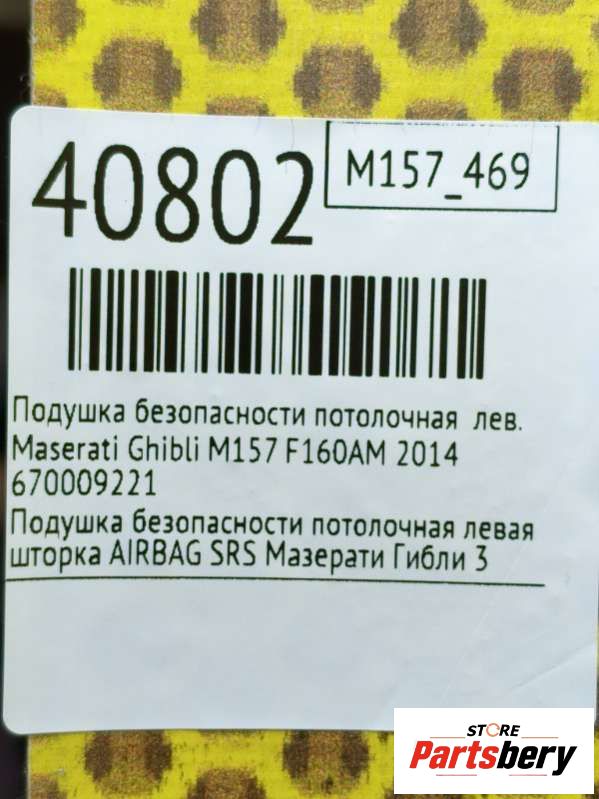 40802
M157_469
Подушка безопасности потолочная лев.
Maserati Ghibli M157 F160AM 2014
670009221
Подушка безопасности потолочная левая
шторка AIRBAG SRS Мазерати Гибли 3
STORE
Partsbery